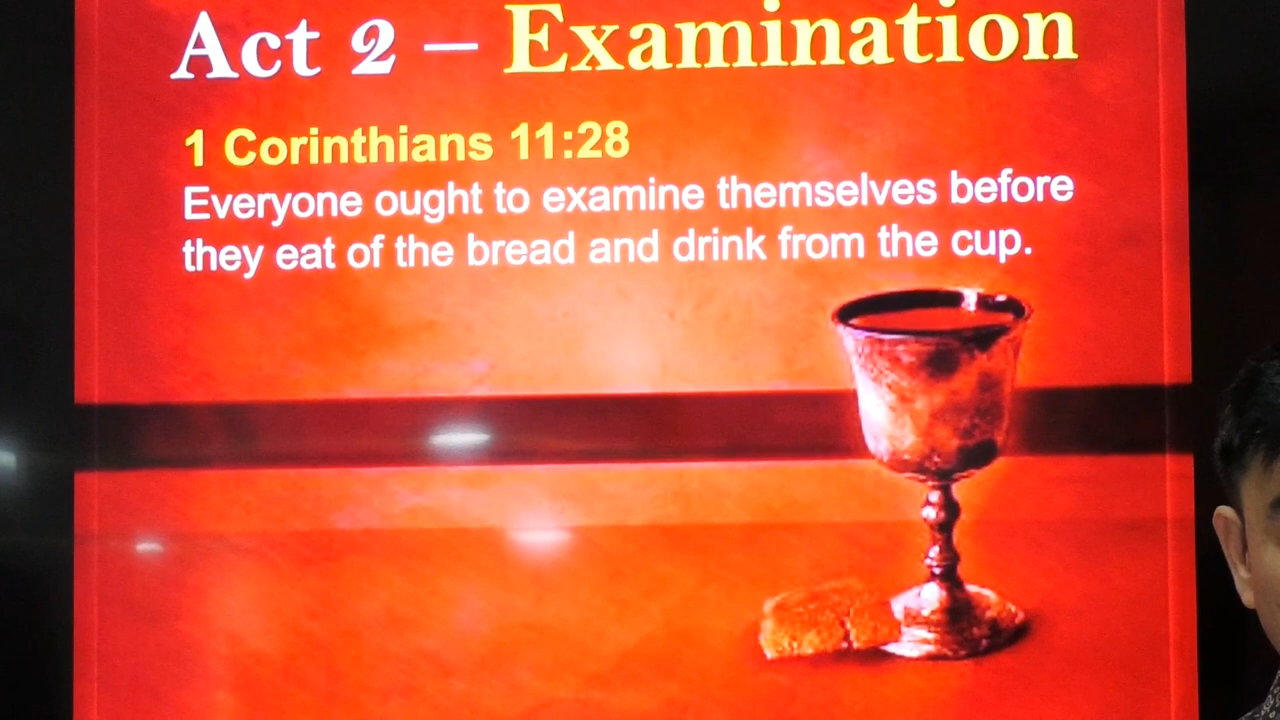 Act 2 – Examination
1 Corinthians 11:28
Everyone ought to examine themselves before
they eat of the bread and drink from the cup.